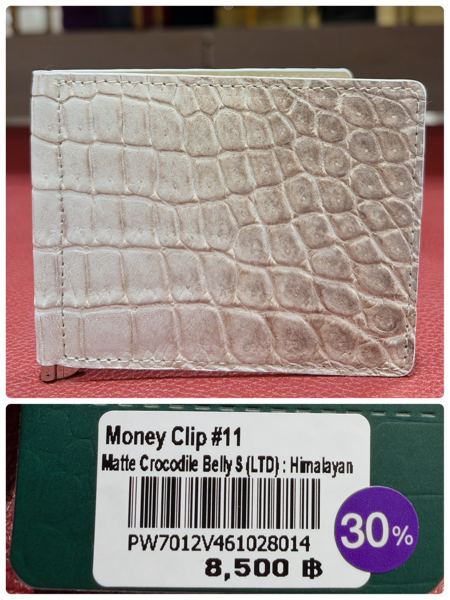 Money Clip #11
Matte Crocodile Belly S (LTD) : Himalayan
PW7012V461028014
8,500 ฿
30%